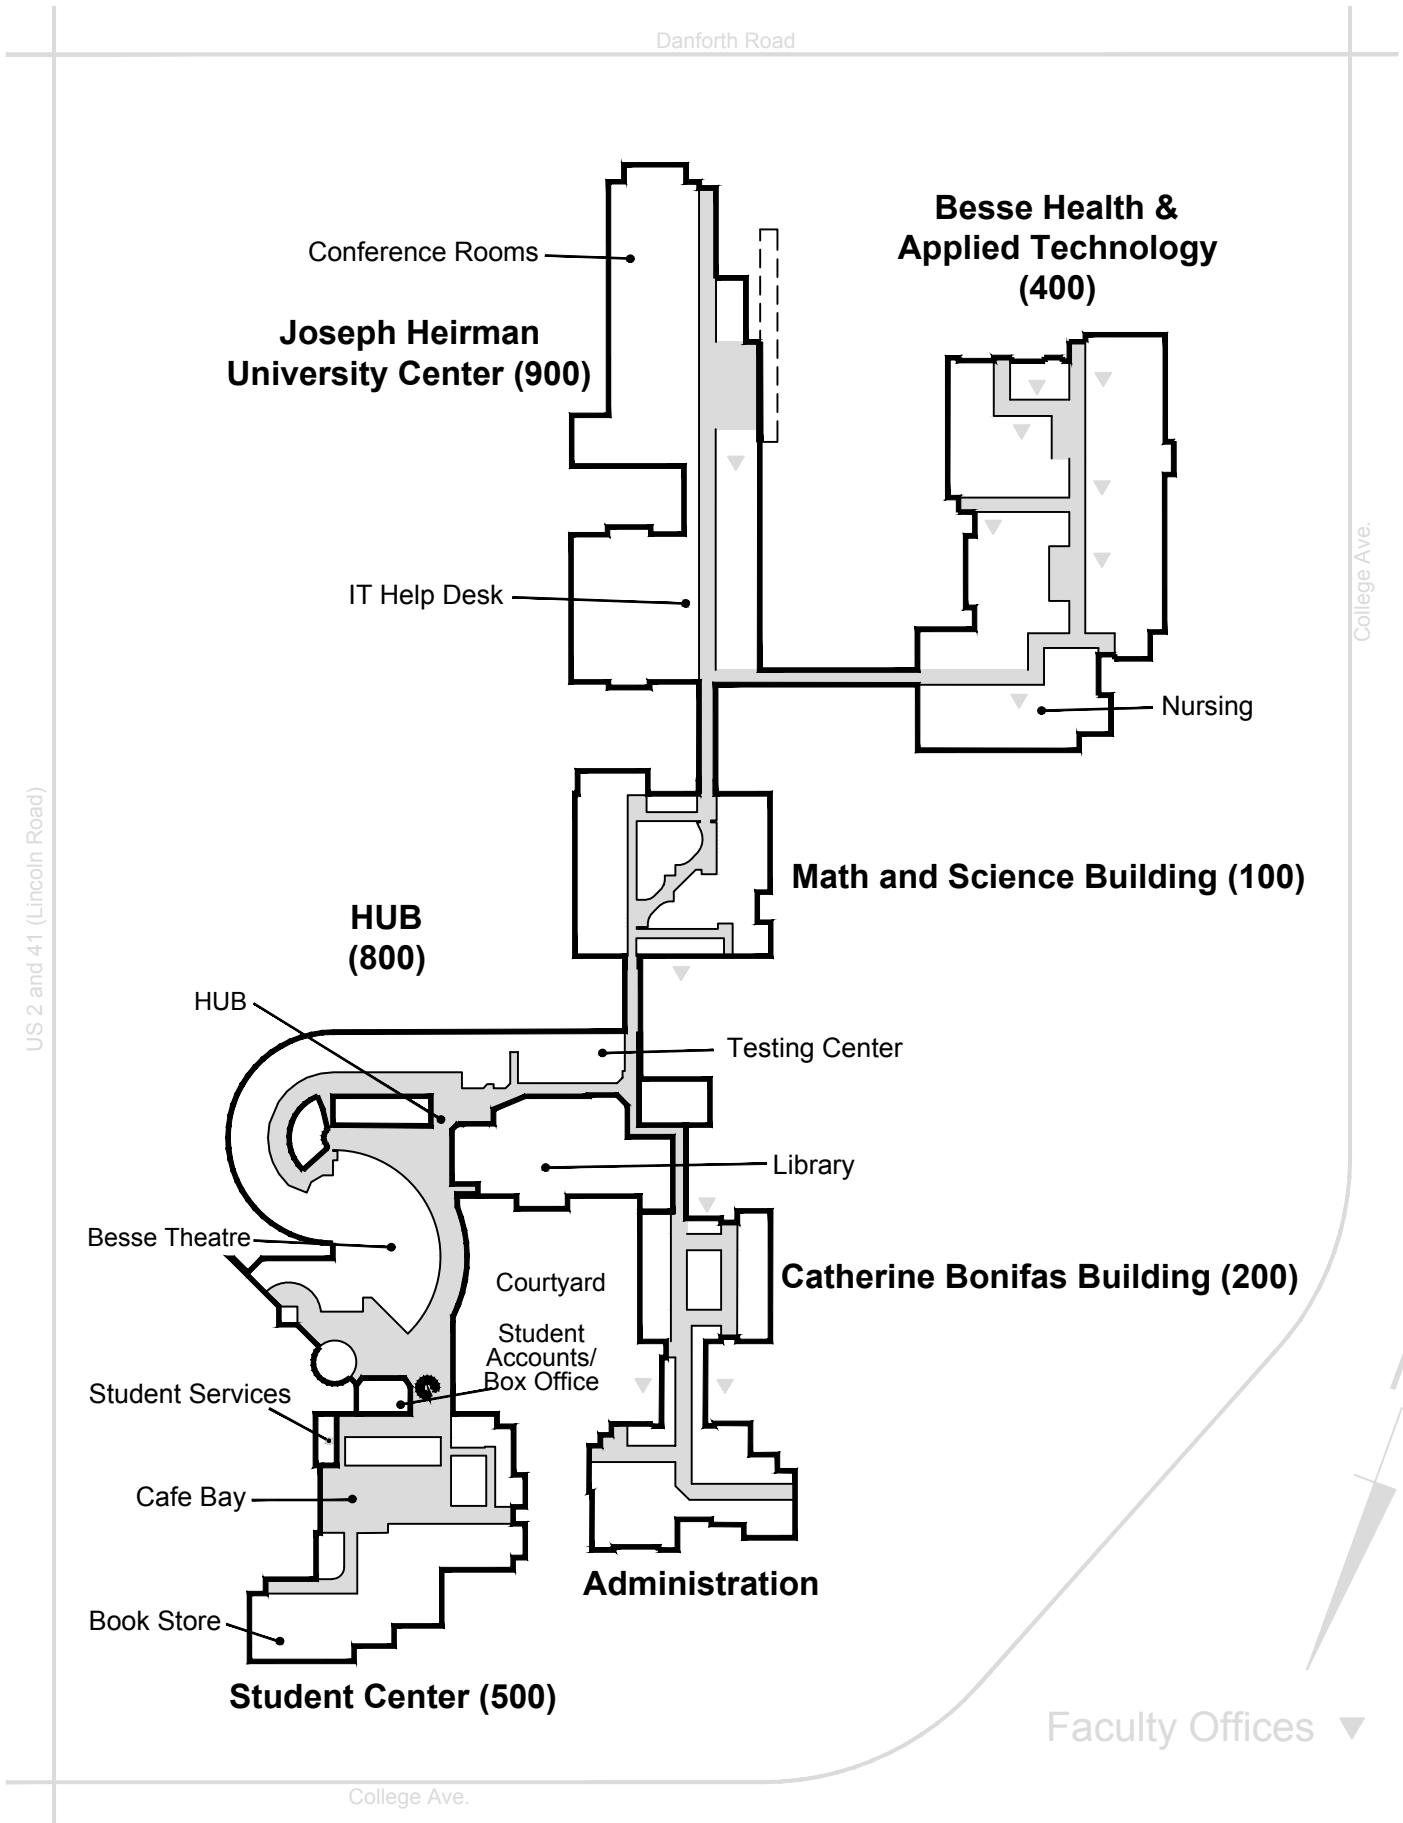 Danforth Road
Besse Health &
Applied Technology
(400)
Conference Rooms
Joseph Heirman
University Center (900)
IT Help Desk
College Ave.
Nursing
US 2 and 41 (Lincoln Road)
Math and Science Building (100)
HUB
(800)
HUB
Testing Center
Library
Besse Theatre
Courtyard
Catherine Bonifas Building (200)
Student
Accounts/
Box Office
Student Services
Cafe Bay
Administration
Book Store
Student Center (500)
Faculty Offices
College Ave.